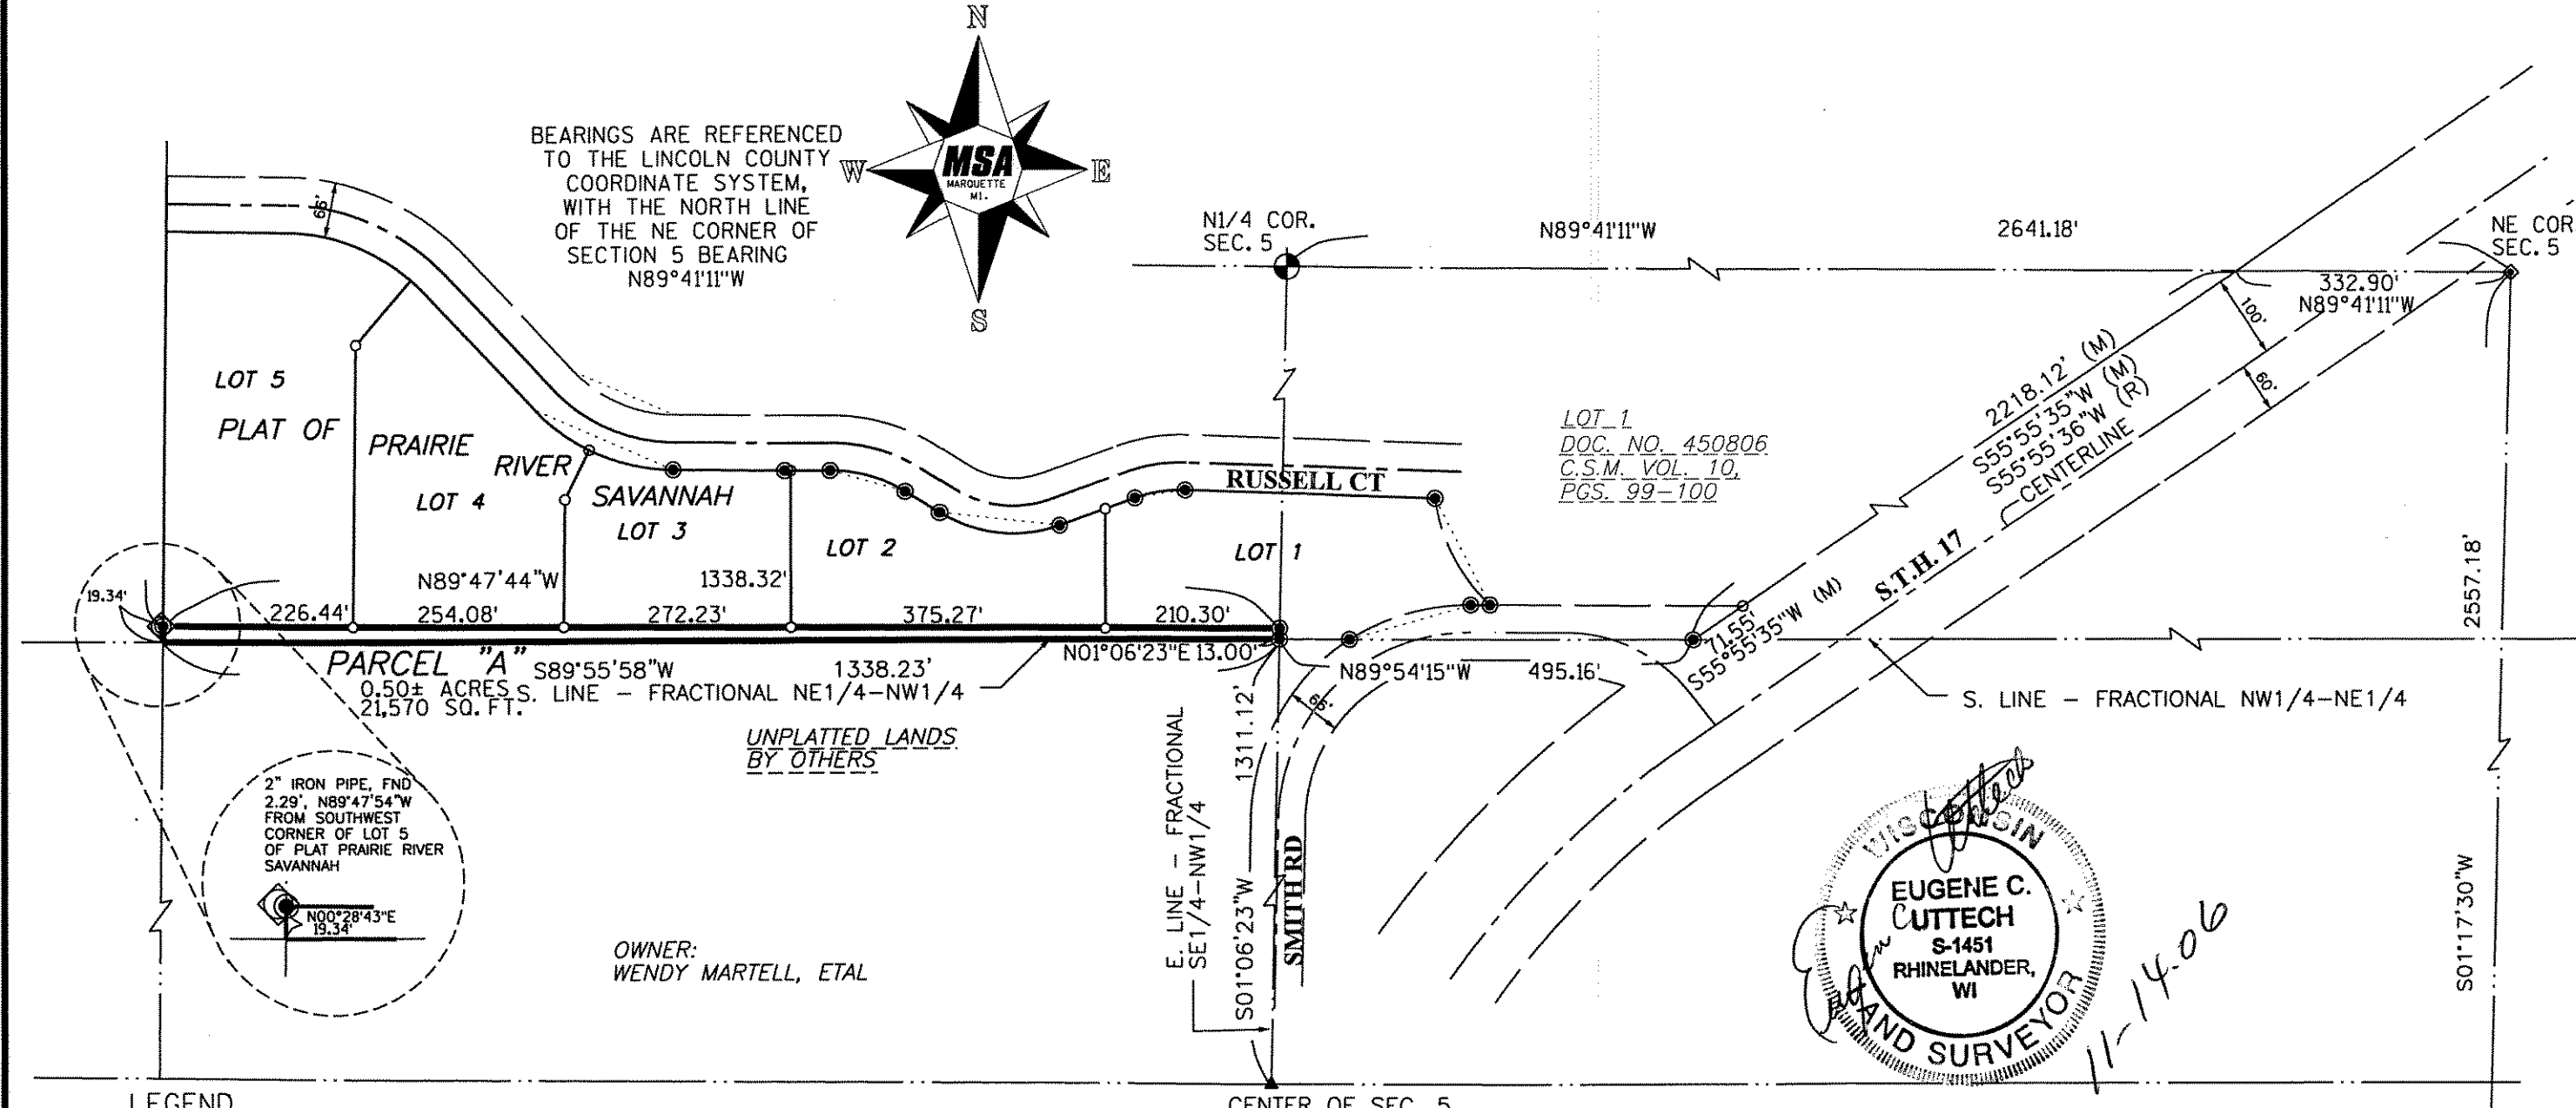 N
BEARINGS ARE REFERENCED
TO THE LINCOLN COUNTY
COORDINATE SYSTEM,
WITH THE NORTH LINE
OF THE NE CORNER OF
SECTION 5 BEARING
N89°41'11"W
W
MSA
MARQUETTE
MI.
E
S
66'
N1/4 COR.
SEC. 5
N89°41'11"W
2641.18'
NE COR
SEC. 5
332.90'
N89°41'11"W
100'
60'
2218.12' (M)
S55°55'35"W (M)
S55°55'36"W (R)
CENTERLINE
S.T.H. 17
LOT 5
PLAT OF
PRAIRIE
RIVER
SAVANNAH
LOT 4
LOT 3
LOT 2
LOT 1
RUSSELL CT
LOT 1
DOC. NO. 450806
C.S.M. VOL. 10,
PGS. 99-100
19.34'
N89°47'44"W
1338.32'
226.44'
254.08'
272.23'
375.27'
210.30'
PARCEL "A"
S89°55'58"W
1338.23'
N01°06'23"E 13.00'
0.50± ACRES
21,570 SQ. FT.
S. LINE - FRACTIONAL NE1/4-NW1/4
N89°54'15"W
495.16'
71.55'
S55°55'35"W (M)
S. LINE - FRACTIONAL NW1/4-NE1/4
2557.18'
S01°17'30"W
UNPLATTED LANDS
BY OTHERS
66'
1311.12'
S01°06'23"W
E. LINE - FRACTIONAL
SE1/4-NW1/4
SMITH RD
2" IRON PIPE, FND
2.29', N89°47'54"W
FROM SOUTHWEST
CORNER OF LOT 5
OF PLAT PRAIRIE RIVER
SAVANNAH
N00°28'43"E
19.34'
OWNER:
WENDY MARTELL, ETAL
WISCONSIN
EUGENE C.
UTTECH
S-1451
RHINELANDER,
WI
LAND SURVEYOR
11-14-06
LEGEND
CENTER OF SEC. 5